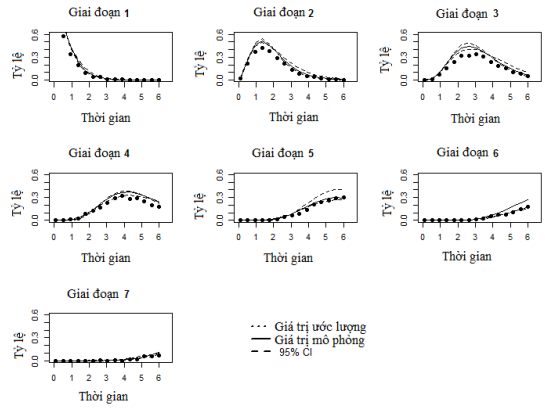 Giai đoạn 1
Tỷ lệ
0.0 0.3 0.6
0 1 2 3 4 5 6
Thời gian
Giai đoạn 2
Tỷ lệ
0.0 0.3 0.6
0 1 2 3 4 5 6
Thời gian
Giai đoạn 3
Tỷ lệ
0.0 0.3 0.6
0 1 2 3 4 5 6
Thời gian
Giai đoạn 4
Tỷ lệ
0.0 0.3 0.6
0 1 2 3 4 5 6
Thời gian
Giai đoạn 5
Tỷ lệ
0.0 0.3 0.6
0 1 2 3 4 5 6
Thời gian
Giai đoạn 6
Tỷ lệ
0.0 0.3 0.6
0 1 2 3 4 5 6
Thời gian
Giai đoạn 7
Tỷ lệ
0.0 0.3 0.6
0 1 2 3 4 5 6
Thời gian
Giá trị ước lượng
Giá trị mô phỏng
95% CI